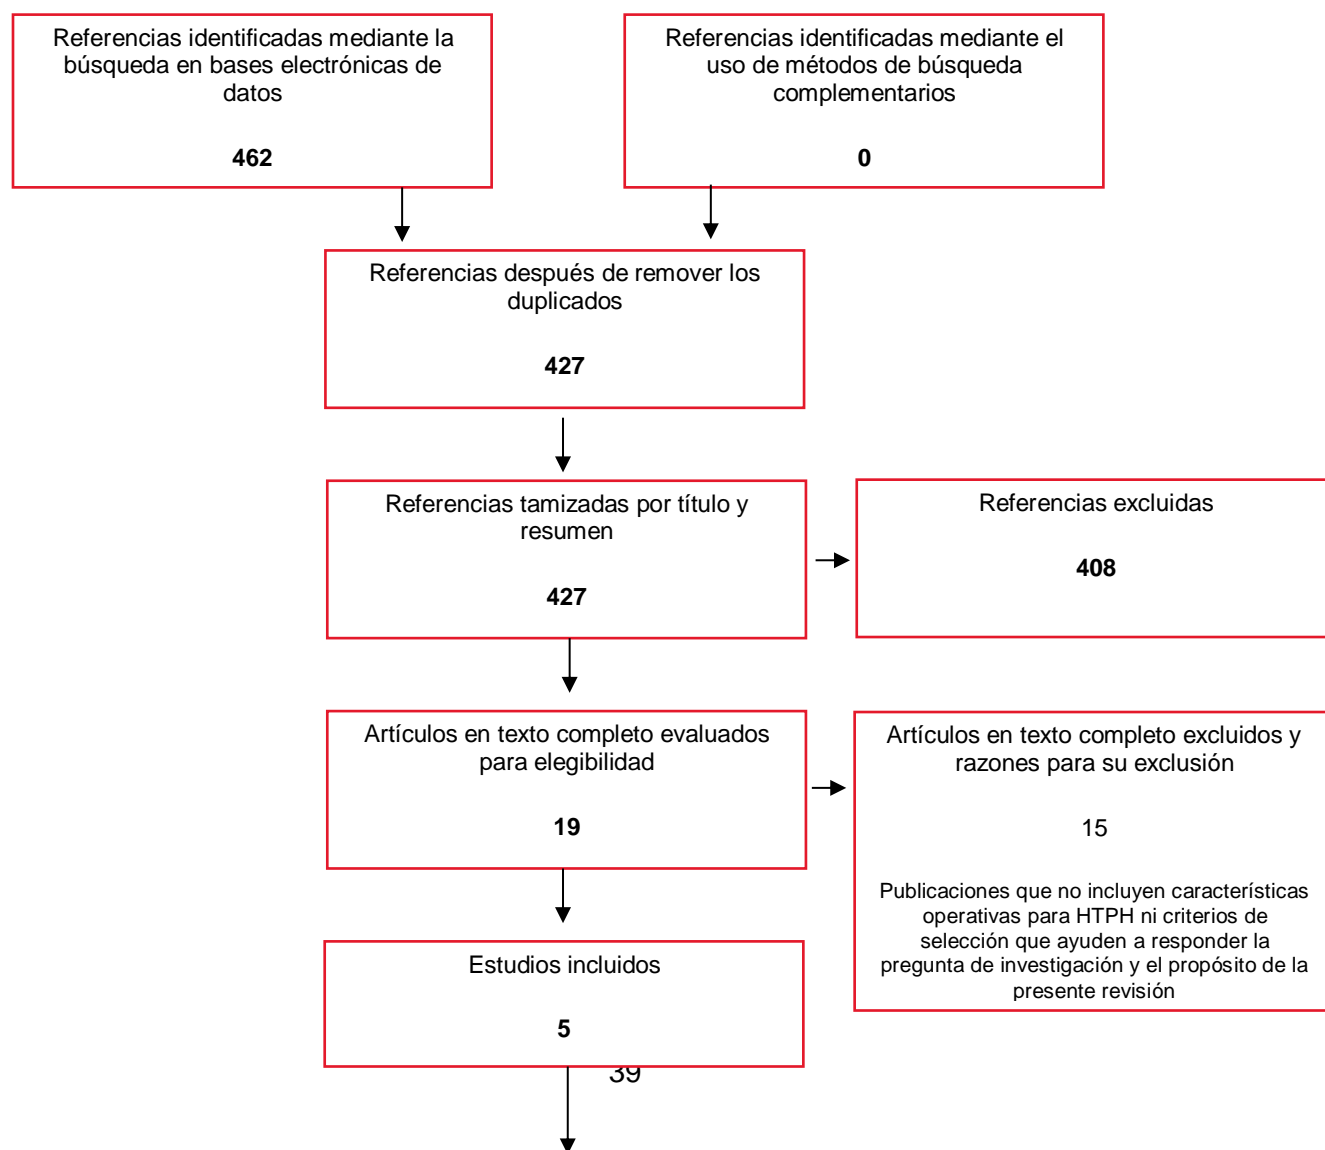 Referencias identificadas mediante la
búsqueda en bases electrónicas de
datos
462
Referencias identificadas mediante el
uso de métodos de búsqueda
complementarios
0
Referencias después de remover los
duplicados
427
Referencias tamizadas por título y
resumen
427
Referencias excluidas
408
Artículos en texto completo evaluados
para elegibilidad
19
Artículos en texto completo excluidos y
razones para su exclusión
15
Publicaciones que no incluyen características
operativas para HTPH ni criterios de
selección que ayuden a responder la
pregunta de investigación y el propósito de la
presente revisión
Estudios incluidos
5
39